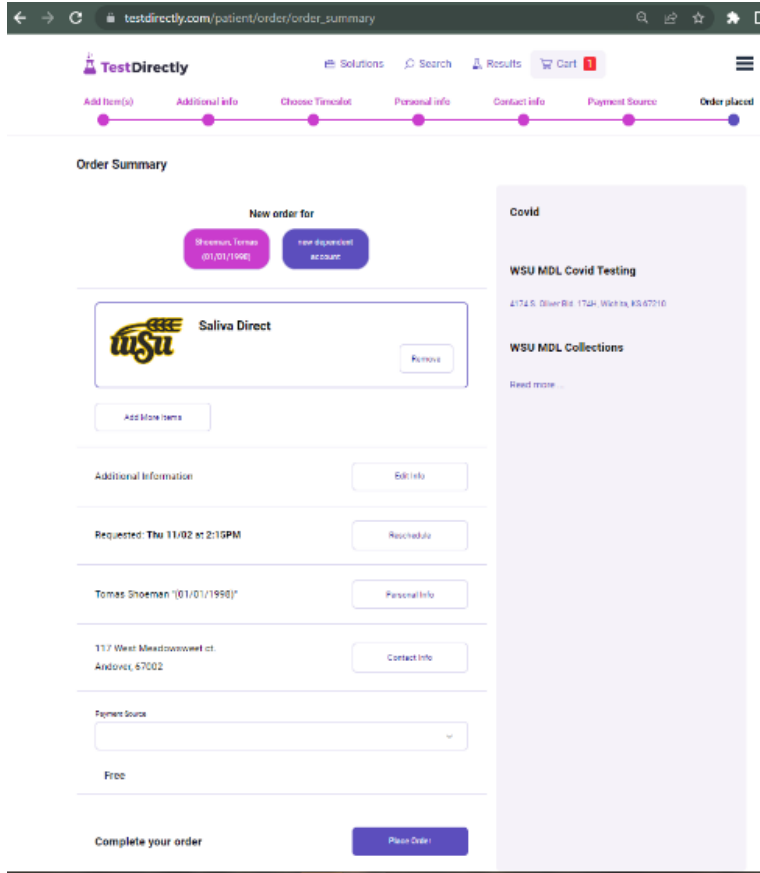 testdirectly.com/patient/order/order_summary
TestDirectly
Solutions
Search
Results
Cart 1
Add Item(s)
Additional info
Choose Timeslot
Personal info
Contact info
Payment Source
Order placed
Order Summary
New order for
Shoeman, Tomas
(01/01/1998)
new dependent
account
WSU
Saliva Direct
Remove
Add More Items
Additional Information
Edit Info
Requested: Thu 11/02 at 2:15PM
Reschedule
Tomas Shoeman "(01/01/1998)"
Personal Info
117 West Meadowsweet ct.
Andover, 67002
Contact Info
Payment Source
Free
Complete your order
Place Order
Covid
WSU MDL Covid Testing
4174 S. Oliver Bld. 174H, Wichita, KS 67210
WSU MDL Collections
Read more ...